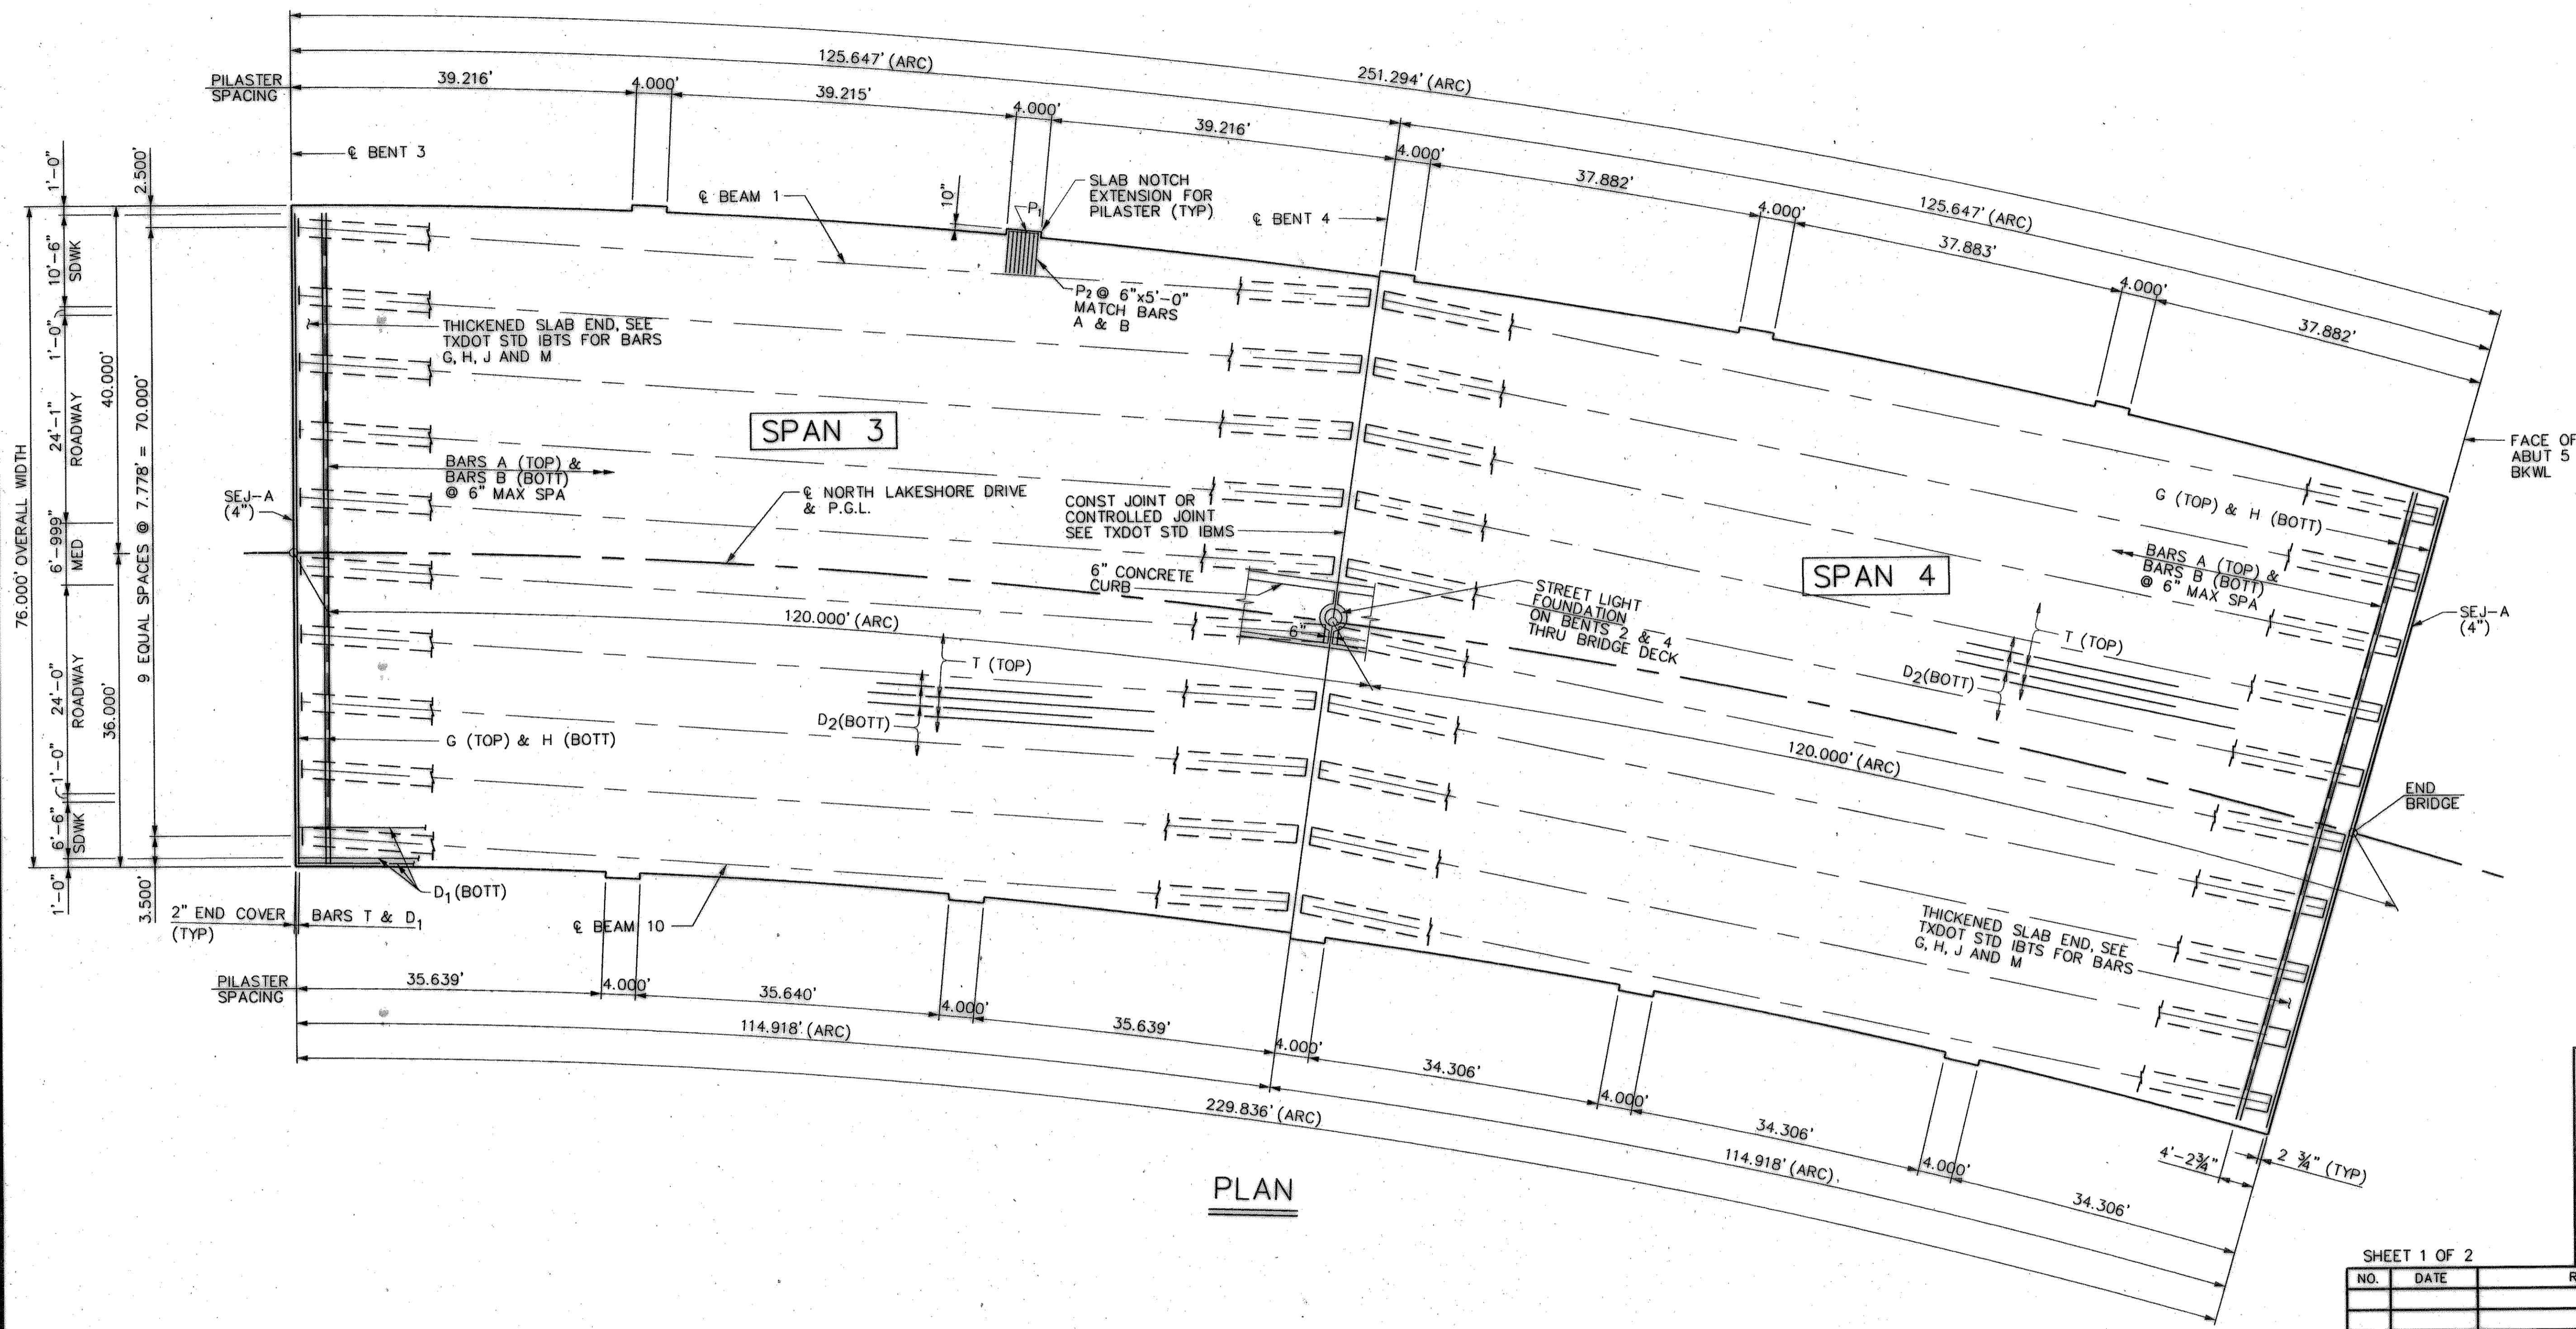 125.647' (ARC)
251.294' (ARC)
PILASTER
SPACING
39.216'
4.000'
39.215'
4.000'
39.216'
4.000'
37.882'
4.000'
125.647' (ARC)
37.883'
4.000'
37.882'
℄ BENT 3
1'-0"
2.500'
10'-6"
SDWK
1'-0"
24'-1"
ROADWAY
40.000'
6'-999"
MED
76.000' OVERALL WIDTH
9 EQUAL SPACES @ 7.778' = 70.000'
24'-0"
ROADWAY
36.000'
1'-0"
6'-6"
SDWK
1'-0"
3.500'
℄ BEAM 1
10"
P1
SLAB NOTCH
EXTENSION FOR
PILASTER (TYP)
℄ BENT 4
P2 @ 6"x5'-0"
MATCH BARS
A & B
THICKENED SLAB END, SEE
TXDOT STD IBTS FOR BARS
G, H, J AND M
SPAN 3
BARS A (TOP) &
BARS B (BOTT)
@ 6" MAX SPA
SEJ-A
(4")
℄ NORTH LAKESHORE DRIVE
& P.G.L.
CONST JOINT OR
CONTROLLED JOINT
SEE TXDOT STD IBMS
6" CONCRETE
CURB
6"
STREET LIGHT
FOUNDATION
ON BENTS 2 & 4
THRU BRIDGE DECK
SPAN 4
FACE OF
ABUT 5
BKWL
G (TOP) & H (BOTT)
BARS A (TOP) &
BARS B (BOTT)
@ 6" MAX SPA
SEJ-A
(4")
120.000' (ARC)
T (TOP)
D2(BOTT)
T (TOP)
D2(BOTT)
120.000' (ARC)
G (TOP) & H (BOTT)
END
BRIDGE
D1(BOTT)
2" END COVER
(TYP)
BARS T & D1
℄ BEAM 10
THICKENED SLAB END, SEE
TXDOT STD IBTS FOR BARS
G, H, J AND M
PILASTER
SPACING
35.639'
4.000'
35.640'
4.000'
35.639'
4.000'
34.306'
4.000'
34.306'
4.000'
34.306'
114.918' (ARC)
229.836' (ARC)
114.918' (ARC)
4'-2¾"
2 ¾" (TYP)
PLAN
SHEET 1 OF 2
NO.
DATE
R